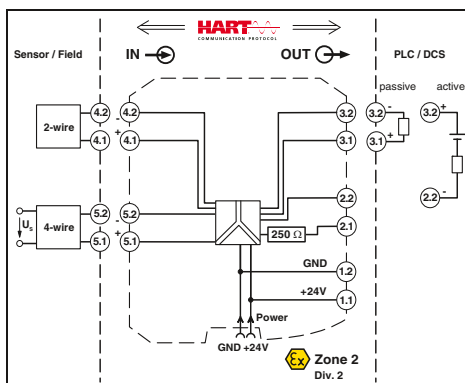 HART
COMMUNICATION PROTOCOL
Sensor / Field
IN
OUT
PLC / DCS
passive
active
2-wire
4.2
4.1
4.2
4.1
-
+
3.2
3.1
3.2
3.1
-
+
3.2
+
4-wire
Us
5.2
5.1
5.2
5.1
-
+
2.2
2.1
250 Ω
2.2
-
GND
1.2
+24V
1.1
Power
GND +24V
Ex
Zone 2
Div. 2